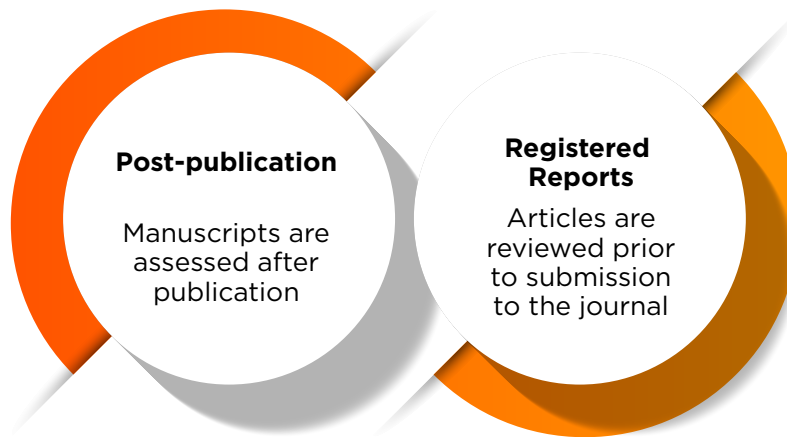 Post-publication
Manuscripts are
assessed after
publication
Registered
Reports
Articles are
reviewed prior
to submission
to the journal